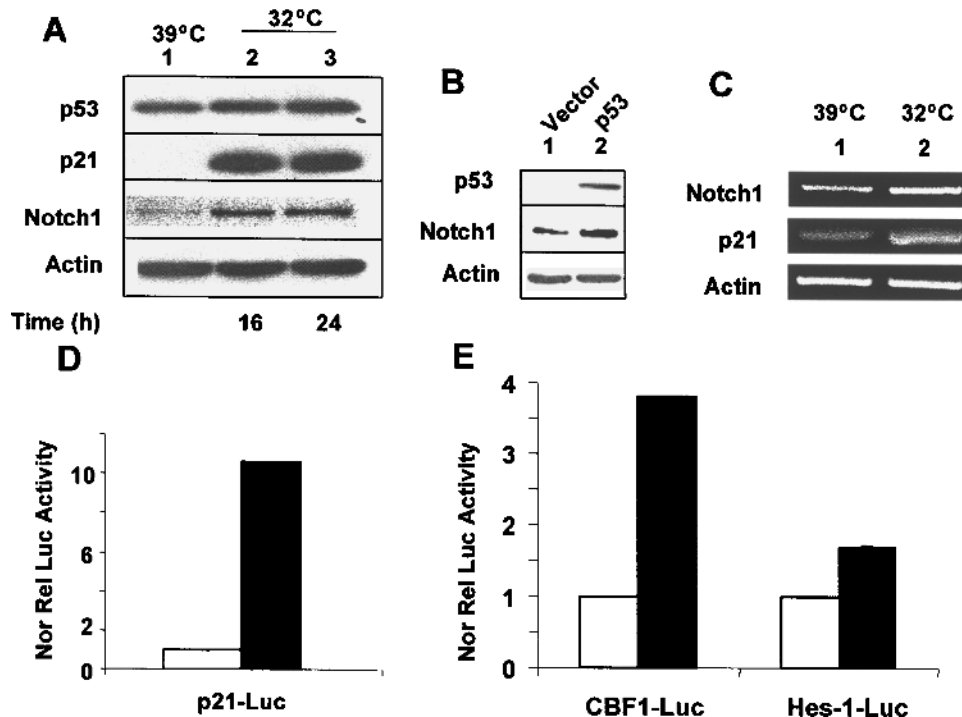 A
39°C
32°C
1
2
3
p53
p21
Notch1
Actin
Time (h)
16
24
B
Vector
p53
1
2
p53
Notch1
Actin
C
39°C
32°C
1
2
Notch1
p21
Actin
D
Nor Rel Luc Activity
10
6
2
0
p21-Luc
E
Nor Rel Luc Activity
4
3
2
1
0
CBF1-Luc
Hes-1-Luc